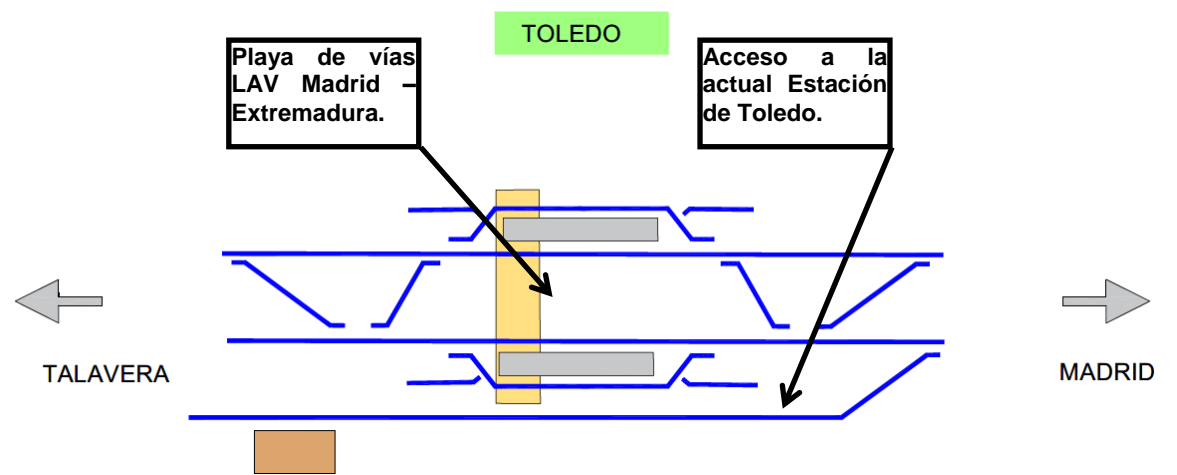 TOLEDO
Playa de vías
LAV Madrid –
Extremadura.
Acceso a la
actual Estación
de Toledo.
TALAVERA
MADRID